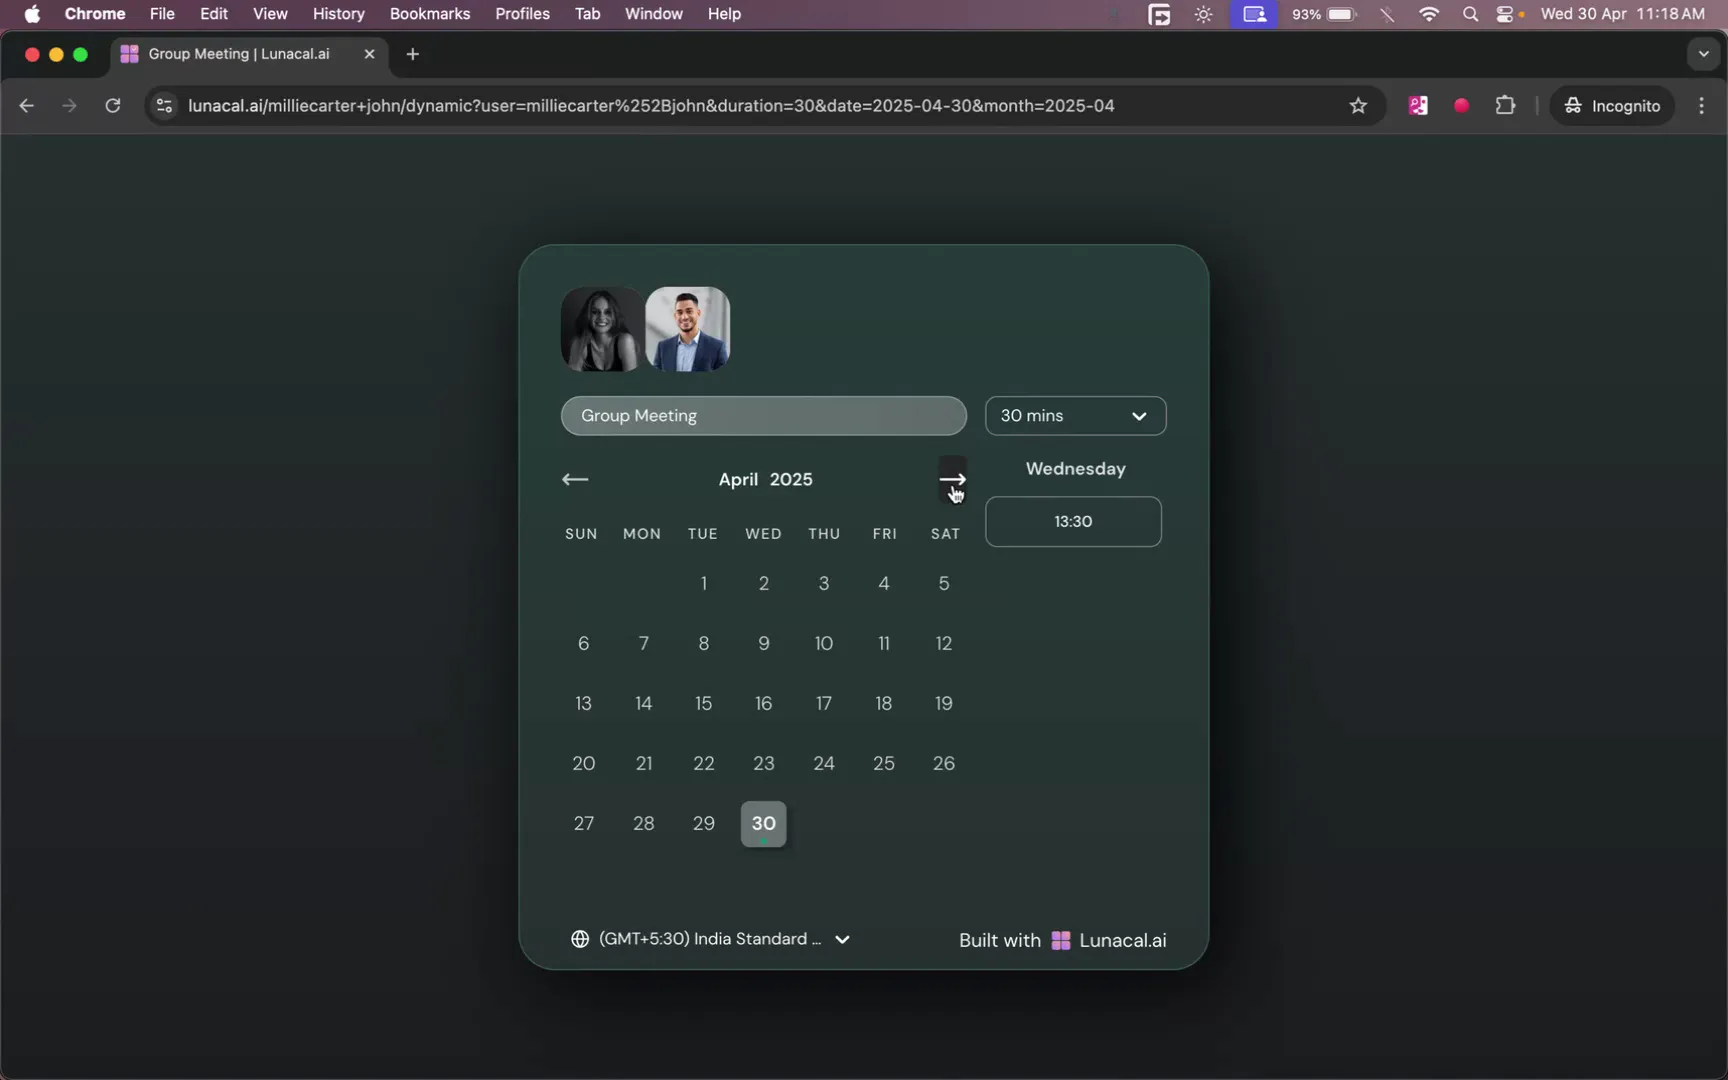 Chrome File Edit View History Bookmarks Profiles Tab Window Help 93% Wed 30 Apr 11:18 AM
Group Meeting | Lunacal.ai
lunacal.ai/milliecarter+john/dynamic?user=milliecarter%252Bjohn&duration=30&date=2025-04-30&month=2025-04 Incognito
Group Meeting 30 mins
April 2025 Wednesday
13:30
SUN MON TUE WED THU FRI SAT
1 2 3 4 5
6 7 8 9 10 11 12
13 14 15 16 17 18 19
20 21 22 23 24 25 26
27 28 29 30
(GMT+5:30) India Standard ... Built with Lunacal.ai